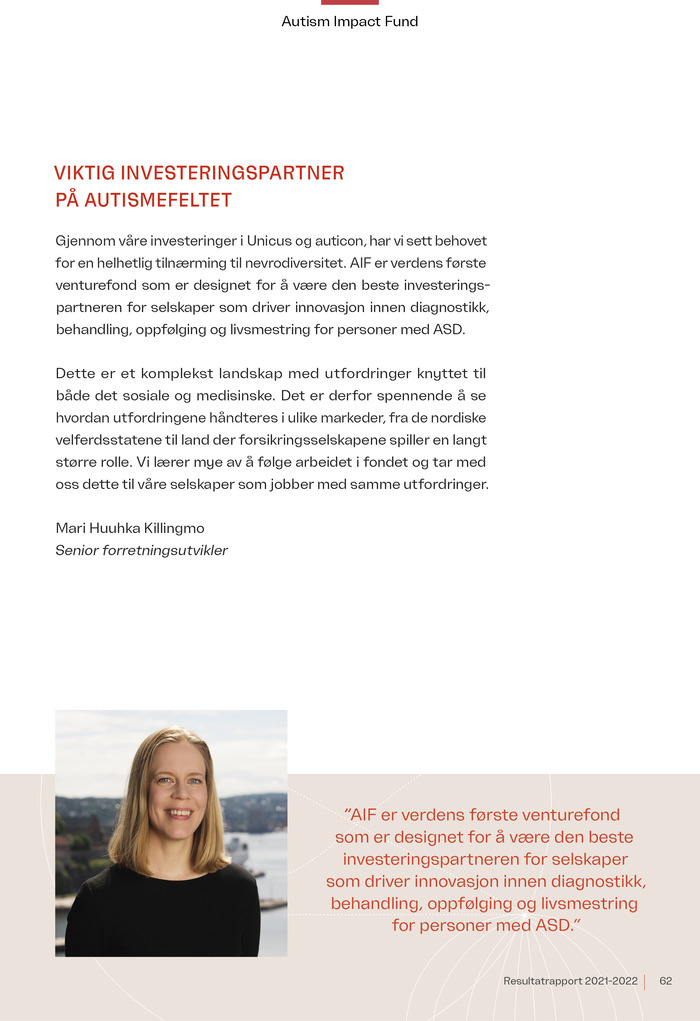 Autism Impact Fund
VIKTIG INVESTERINGSPARTNER
PÅ AUTISMEFELTET
Gjennom våre investeringer i Unicus og auticon, har vi sett behovet
for en helhetlig tilnærming til nevrodiversitet. AIF er verdens første
venturefond som er designet for å være den beste investerings-
partneren for selskaper som driver innovasjon innen diagnostikk,
behandling, oppfølging og livsmestring for personer med ASD.
Dette er et komplekst landskap med utfordringer knyttet til
både det sosiale og medisinske. Det er derfor spennende å se
hvordan utfordringene håndteres i ulike markeder, fra de nordiske
velferdsstatene til land der forsikringsselskapene spiller en langt
større rolle. Vi lærer mye av å følge arbeidet i fondet og tar med
oss dette til våre selskaper som jobber med samme utfordringer.
Mari Huuhka Killingmo
Senior forretningsutvikler
“AIF er verdens første venturefond
som er designet for å være den beste
investeringspartneren for selskaper
som driver innovasjon innen diagnostikk,
behandling, oppfølging og livsmestring
for personer med ASD.”
Resultatrapport 2021-2022 62